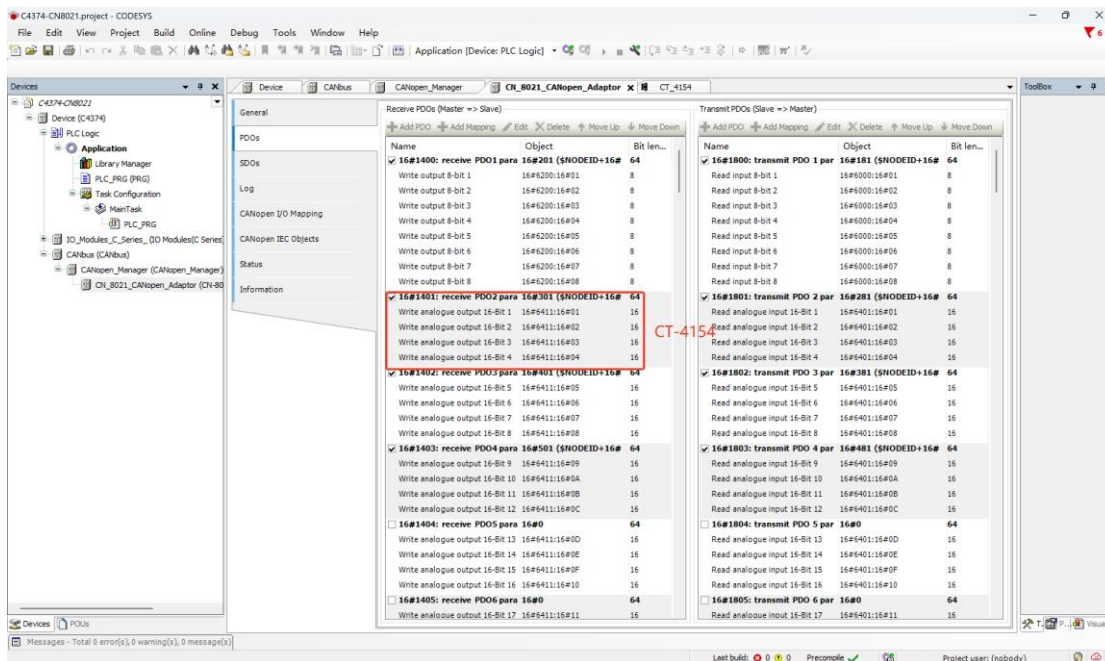 C4374-CN8021.project - CODESYS
File Edit View Project Build Online Debug Tools Window Help
6
Application [Device: PLC Logic]
Devices
C4374-CN8021
Device (C4374)
PLC Logic
Application
Library Manager
PLC_PRG (PRG)
Task Configuration
MainTask
PLC_PRG
IO_Modules_C_Series_ (IO Modules(C Series
CANbus (CANbus)
CANopen_Manager (CANopen_Manager)
CN_8021_CANopen_Adaptor (CN-80
Devices POUs
Device CANbus CANopen_Manager CN_8021_CANopen_Adaptor CT_4154
General
PDOs
SDOs
Log
CANopen I/O Mapping
CANopen IEC Objects
Status
Information
Receive PDOs (Master => Slave)
Add PDO Add Mapping Edit Delete Move Up Move Down
Name Object Bit len...
16#1400: receive PDO1 para 16#201 ($NODEID+16# 64
Write output 8-bit 1 16#6200:16#01 8
Write output 8-bit 2 16#6200:16#02 8
Write output 8-bit 3 16#6200:16#03 8
Write output 8-bit 4 16#6200:16#04 8
Write output 8-bit 5 16#6200:16#05 8
Write output 8-bit 6 16#6200:16#06 8
Write output 8-bit 7 16#6200:16#07 8
Write output 8-bit 8 16#6200:16#08 8
16#1401: receive PDO2 para 16#301 ($NODEID+16# 64
Write analogue output 16-Bit 1 16#6411:16#01 16
Write analogue output 16-Bit 2 16#6411:16#02 16
Write analogue output 16-Bit 3 16#6411:16#03 16
Write analogue output 16-Bit 4 16#6411:16#04 16
CT-4154
16#1402: receive PDO3 para 16#401 ($NODEID+16# 64
Write analogue output 16-Bit 5 16#6411:16#05 16
Write analogue output 16-Bit 6 16#6411:16#06 16
Write analogue output 16-Bit 7 16#6411:16#07 16
Write analogue output 16-Bit 8 16#6411:16#08 16
16#1403: receive PDO4 para 16#501 ($NODEID+16# 64
Write analogue output 16-Bit 9 16#6411:16#09 16
Write analogue output 16-Bit 10 16#6411:16#0A 16
Write analogue output 16-Bit 11 16#6411:16#0B 16
Write analogue output 16-Bit 12 16#6411:16#0C 16
16#1404: receive PDO5 para 16#0 64
Write analogue output 16-Bit 13 16#6411:16#0D 16
Write analogue output 16-Bit 14 16#6411:16#0E 16
Write analogue output 16-Bit 15 16#6411:16#0F 16
Write analogue output 16-Bit 16 16#6411:16#10 16
16#1405: receive PDO6 para 16#0 64
Write analogue output 16-Bit 17 16#6411:16#11 16
Transmit PDOs (Slave => Master)
Add PDO Add Mapping Edit Delete Move Up Move Down
Name Object Bit len...
16#1800: transmit PDO 1 par 16#181 ($NODEID+16# 64
Read input 8-bit 1 16#6000:16#01 8
Read input 8-bit 2 16#6000:16#02 8
Read input 8-bit 3 16#6000:16#03 8
Read input 8-bit 4 16#6000:16#04 8
Read input 8-bit 5 16#6000:16#05 8
Read input 8-bit 6 16#6000:16#06 8
Read input 8-bit 7 16#6000:16#07 8
Read input 8-bit 8 16#6000:16#08 8
16#1801: transmit PDO 2 par 16#281 ($NODEID+16# 64
Read analogue input 16-Bit 1 16#6401:16#01 16
Read analogue input 16-Bit 2 16#6401:16#02 16
Read analogue input 16-Bit 3 16#6401:16#03 16
Read analogue input 16-Bit 4 16#6401:16#04 16
16#1802: transmit PDO 3 par 16#381 ($NODEID+16# 64
Read analogue input 16-Bit 5 16#6401:16#05 16
Read analogue input 16-Bit 6 16#6401:16#06 16
Read analogue input 16-Bit 7 16#6401:16#07 16
Read analogue input 16-Bit 8 16#6401:16#08 16
16#1803: transmit PDO 4 par 16#481 ($NODEID+16# 64
Read analogue input 16-Bit 9 16#6401:16#09 16
Read analogue input 16-Bit 10 16#6401:16#0A 16
Read analogue input 16-Bit 11 16#6401:16#0B 16
Read analogue input 16-Bit 12 16#6401:16#0C 16
16#1804: transmit PDO 5 par 16#0 64
Read analogue input 16-Bit 13 16#6401:16#0D 16
Read analogue input 16-Bit 14 16#6401:16#0E 16
Read analogue input 16-Bit 15 16#6401:16#0F 16
Read analogue input 16-Bit 16 16#6401:16#10 16
16#1805: transmit PDO 6 par 16#0 64
Read analogue input 16-Bit 17 16#6401:16#11 16
ToolBox
T... P... Visua
Messages - Total 0 error(s), 0 warning(s), 0 message(s)
Last build: 0 0 Precompile Project user: (nobody)